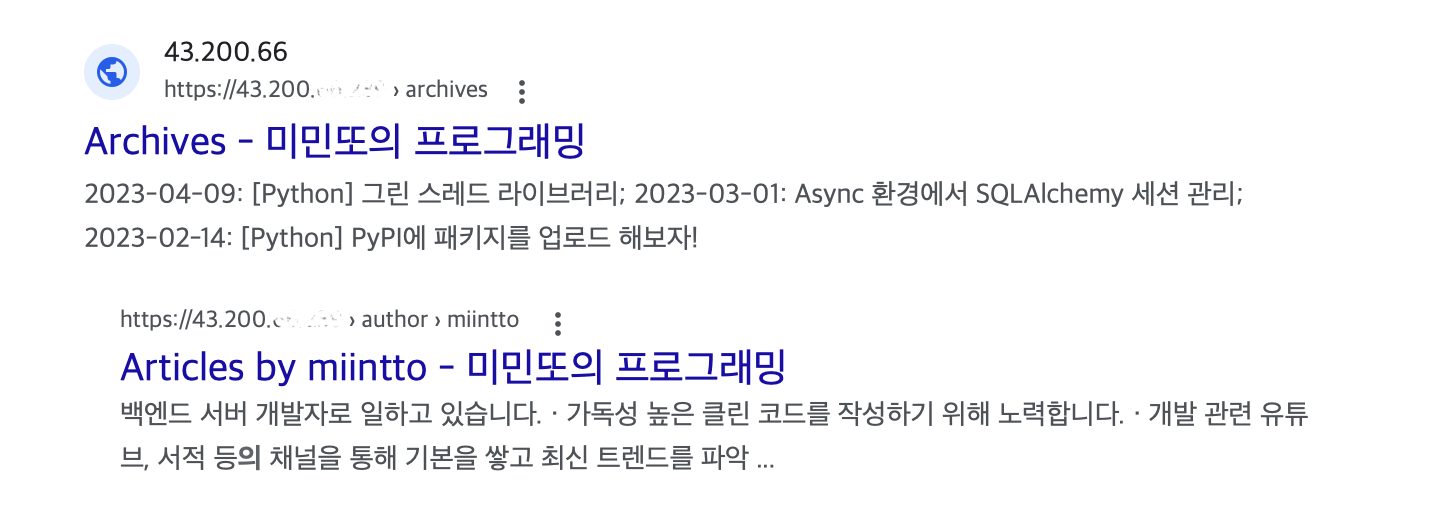 43.200.66
https://43.200. › archives
Archives - 미민또의 프로그래밍
2023-04-09: [Python] 그린 스레드 라이브러리; 2023-03-01: Async 환경에서 SQLAlchemy 세션 관리;
2023-02-14: [Python] PyPI에 패키지를 업로드 해보자!
https://43.200. › author › miintto
Articles by miintto - 미민또의 프로그래밍
백엔드 서버 개발자로 일하고 있습니다. · 가독성 높은 클린 코드를 작성하기 위해 노력합니다. · 개발 관련 유튜
브, 서적 등의 채널을 통해 기본을 쌓고 최신 트렌드를 파악 ...